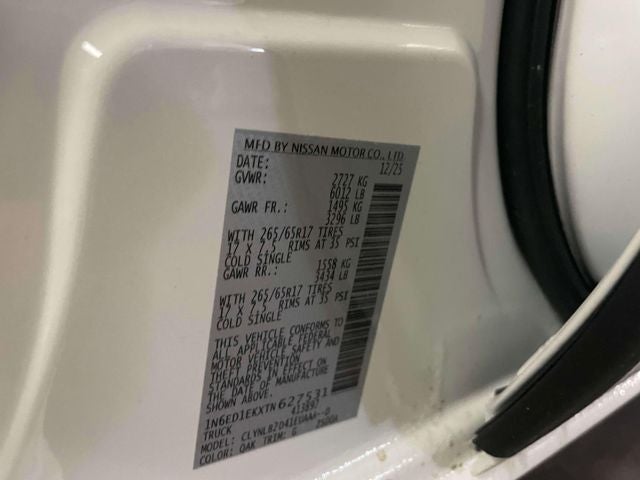 MFD BY NISSAN MOTOR CO., LTD.
DATE: 12/25
GVWR: 2727 KG
6012 LB
GAWR FR.: 1495 KG
3296 LB
WITH 265/65R17 TIRES
17 X 7.5 RIMS AT 35 PSI
COLD SINGLE
GAWR RR.: 1558 KG
3434 LB
WITH 265/65R17 TIRES
17 X 7.5 RIMS AT 35 PSI
COLD SINGLE
THIS VEHICLE CONFORMS TO
ALL APPLICABLE FEDERAL
MOTOR VEHICLE SAFETY AND
THEFT PREVENTION
STANDARDS IN EFFECT ON
THE DATE OF MANUFACTURE
SHOWN ABOVE.
1N6ED1EKXTN627531
TRUCK
MODEL:
COLOR: QAK TRIM: G